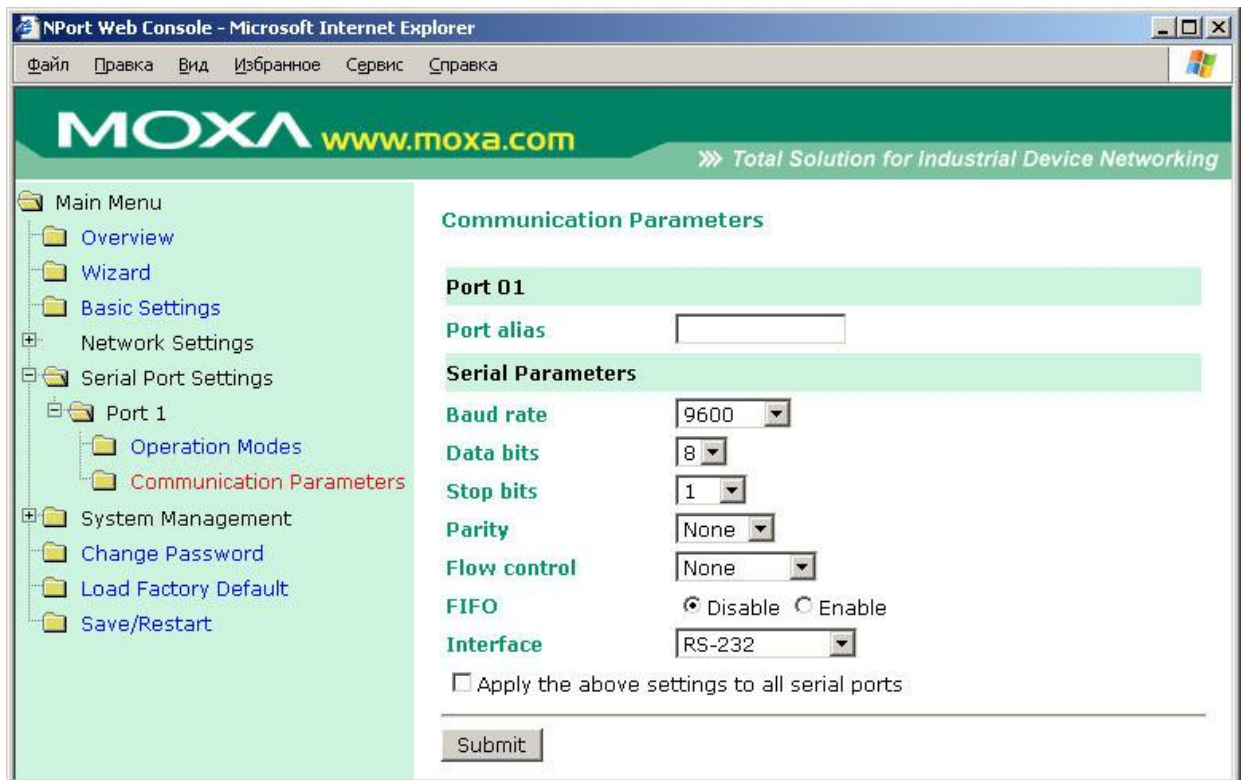 NPort Web Console - Microsoft Internet Explorer
Файл Правка Вид Избранное Сервис Справка
MOXA www.moxa.com
Total Solution for Industrial Device Networking
Main Menu
Overview
Wizard
Basic Settings
Network Settings
Serial Port Settings
Port 1
Operation Modes
Communication Parameters
System Management
Change Password
Load Factory Default
Save/Restart
Communication Parameters
Port 01
Port alias
Serial Parameters
Baud rate 9600
Data bits 8
Stop bits 1
Parity None
Flow control None
FIFO Disable Enable
Interface RS-232
Apply the above settings to all serial ports
Submit